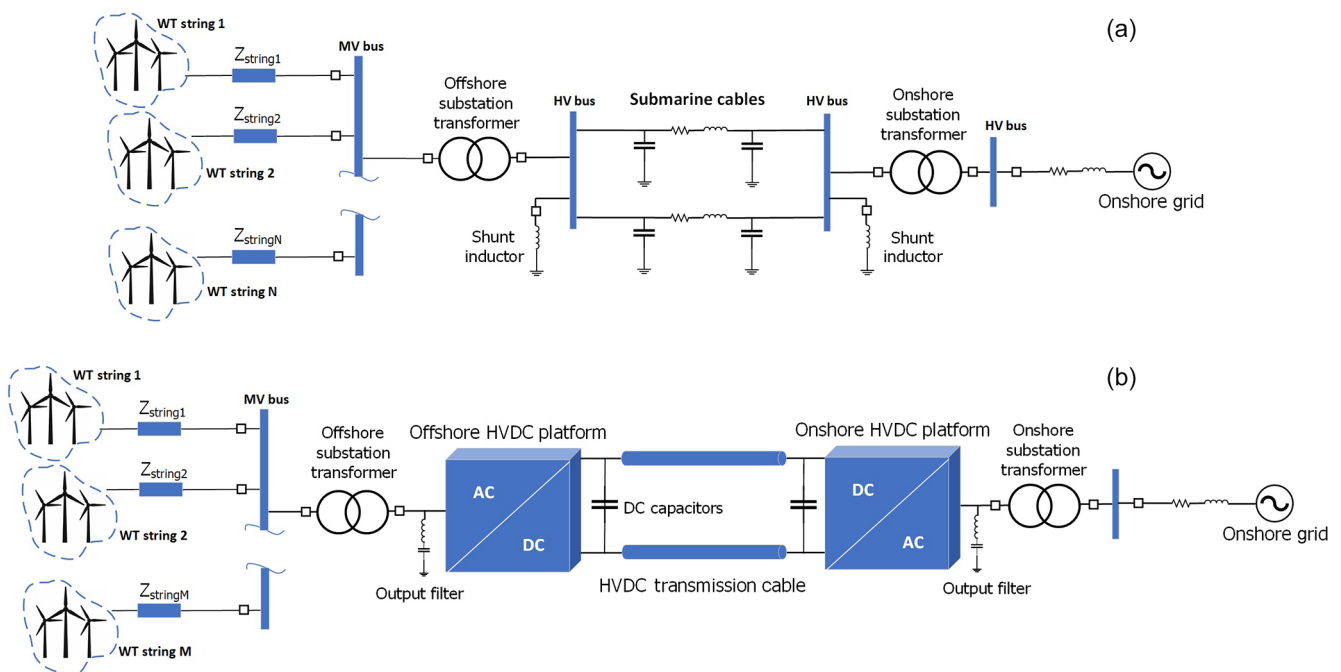 (a)
WT string 1
Zstring1
MV bus
Offshore
substation
transformer
Zstring2
WT string 2
HV bus
Submarine cables
HV bus
Onshore
substation
transformer
HV bus
Onshore grid
Shunt
inductor
Shunt
inductor
ZstringN
WT string N
(b)
WT string 1
Zstring1
MV bus
Offshore
substation
transformer
Offshore HVDC platform
Onshore HVDC platform
Onshore
substation
transformer
Zstring2
WT string 2
AC
DC
DC capacitors
DC
AC
Onshore grid
Output filter
HVDC transmission cable
Output filter
ZstringM
WT string M